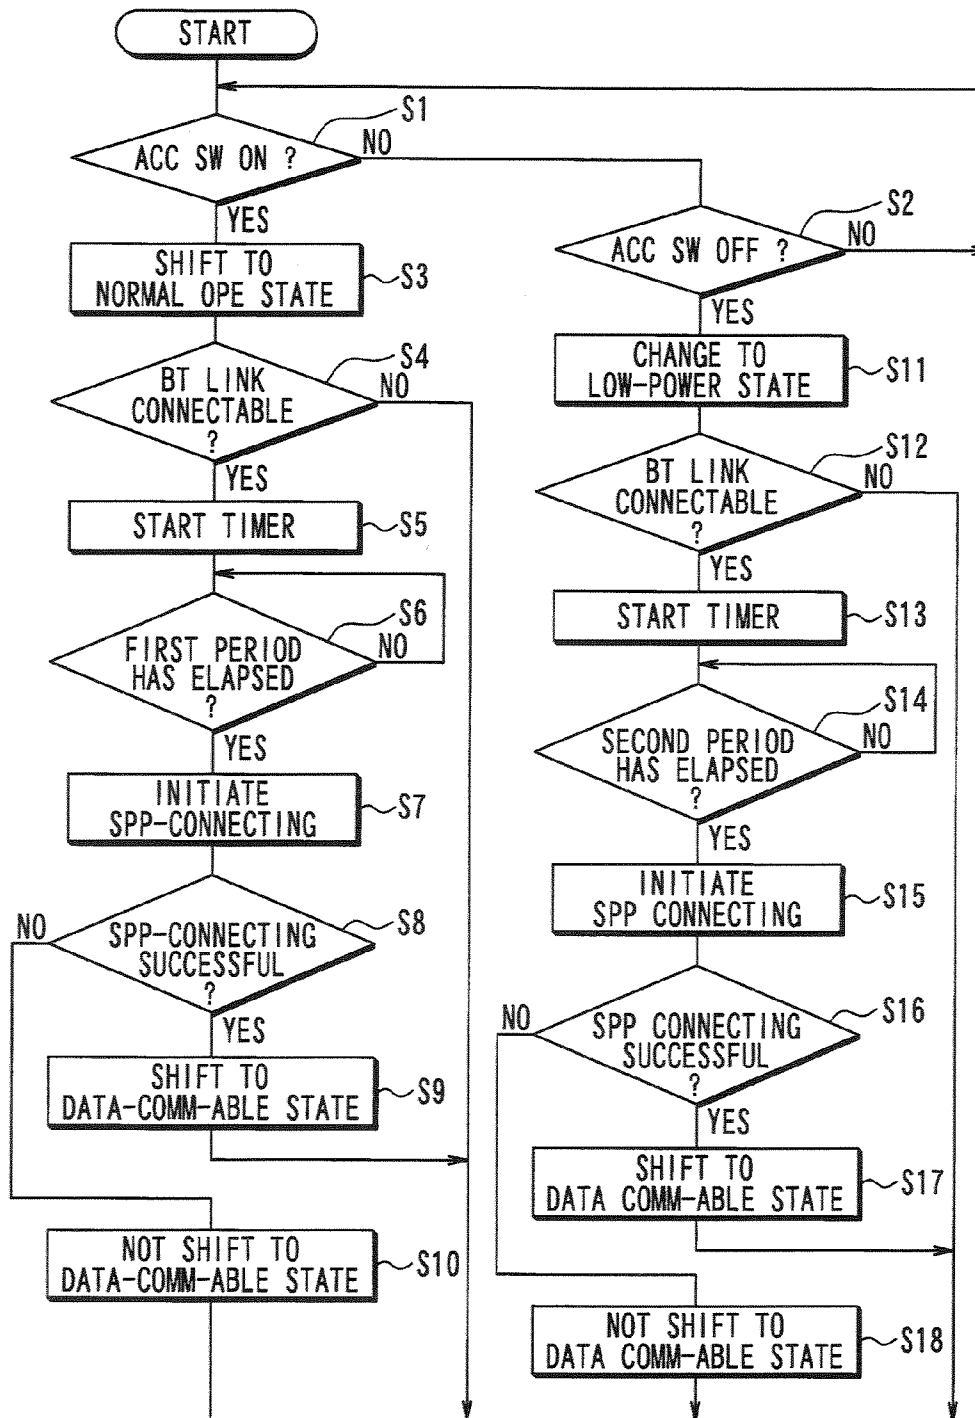 START
S1
ACC SW ON ?
NO
YES
S2
ACC SW OFF ?
NO
YES
SHIFT TO
NORMAL OPE STATE
S3
S4
BT LINK
CONNECTABLE
?
NO
YES
START TIMER
S5
S6
FIRST PERIOD
HAS ELAPSED
?
NO
YES
INITIATE
SPP-CONNECTING
S7
S8
NO
SPP-CONNECTING
SUCCESSFUL
?
YES
SHIFT TO
DATA-COMM-ABLE STATE
S9
NOT SHIFT TO
DATA-COMM-ABLE STATE
S10
CHANGE TO
LOW-POWER STATE
S11
S12
BT LINK
CONNECTABLE
?
NO
YES
START TIMER
S13
S14
SECOND PERIOD
HAS ELAPSED
?
NO
YES
INITIATE
SPP CONNECTING
S15
S16
NO
SPP CONNECTING
SUCCESSFUL
?
YES
SHIFT TO
DATA COMM-ABLE STATE
S17
NOT SHIFT TO
DATA COMM-ABLE STATE
S18